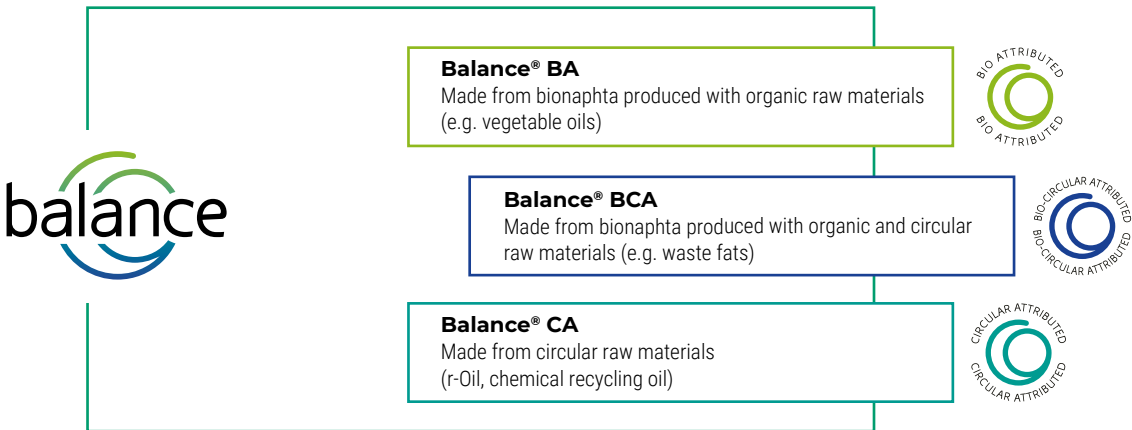 balance
Balance® BA
Made from bionaphta produced with organic raw materials
(e.g. vegetable oils)
BIO ATTRIBUTED
BIO ATTRIBUTED
Balance® BCA
Made from bionaphta produced with organic and circular
raw materials (e.g. waste fats)
BIO-CIRCULAR ATTRIBUTED
BIO-CIRCULAR ATTRIBUTED
Balance® CA
Made from circular raw materials
(r-Oil, chemical recycling oil)
CIRCULAR ATTRIBUTED
CIRCULAR ATTRIBUTED